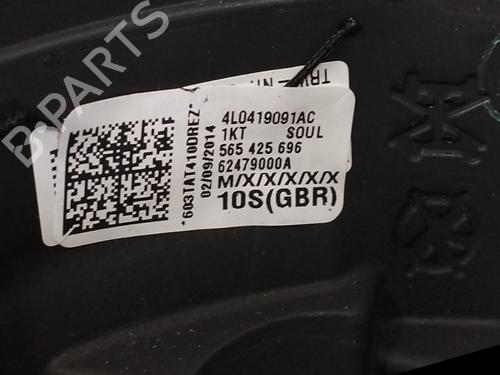 B-PARTS
4L0419091AC
1KT SOUL
565 425 696
62479000A
M/X/X/X/X/X
10S(GBR)
02/09/2014
*603TAT410DREZ*